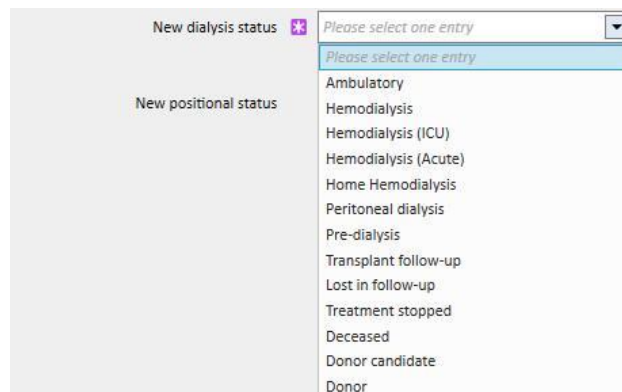 New dialysis status Please select one entry
Please select one entry
Ambulatory
New positional status
Hemodialysis
Hemodialysis (ICU)
Hemodialysis (Acute)
Home Hemodialysis
Peritoneal dialysis
Pre-dialysis
Transplant follow-up
Lost in follow-up
Treatment stopped
Deceased
Donor candidate
Donor